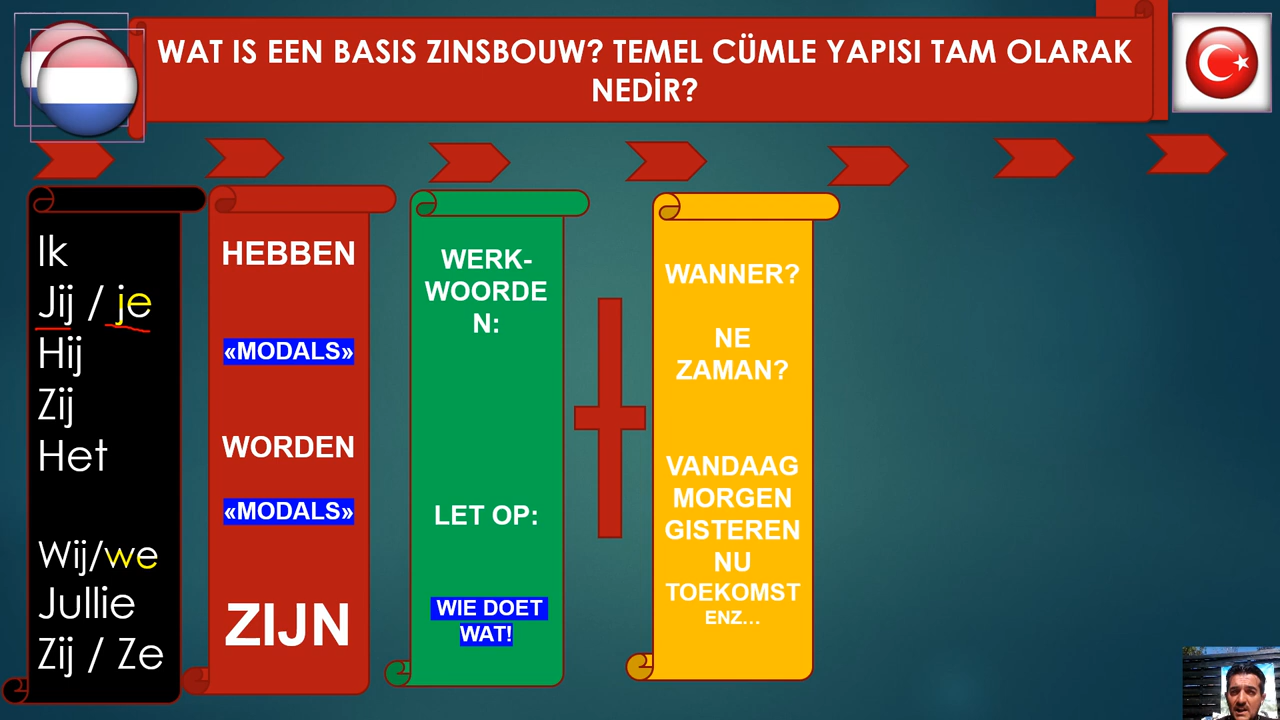 WAT IS EEN BASIS ZINSBOUW? TEMEL CÜMLE YAPISI TAM OLARAK
NEDİR?
Ik
Jij / je
Hij
Zij
Het
Wij/we
Jullie
Zij / Ze
HEBBEN
«MODALS»
WORDEN
«MODALS»
ZIJN
WERK-
WOORDE
N:
LET OP:
WIE DOET
WAT!
WANNER?
NE
ZAMAN?
VANDAAG
MORGEN
GISTEREN
NU
TOEKOMST
ENZ...